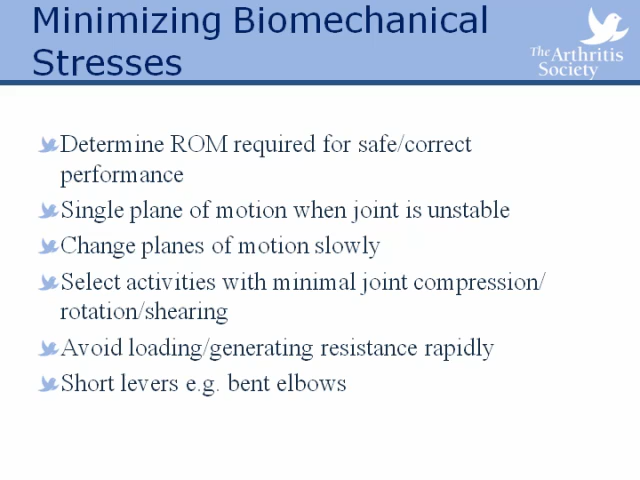 Minimizing Biomechanical
Stresses
The Arthritis
Society
Determine ROM required for safe/correct
performance
Single plane of motion when joint is unstable
Change planes of motion slowly
Select activities with minimal joint compression/
rotation/shearing
Avoid loading/generating resistance rapidly
Short levers e.g. bent elbows